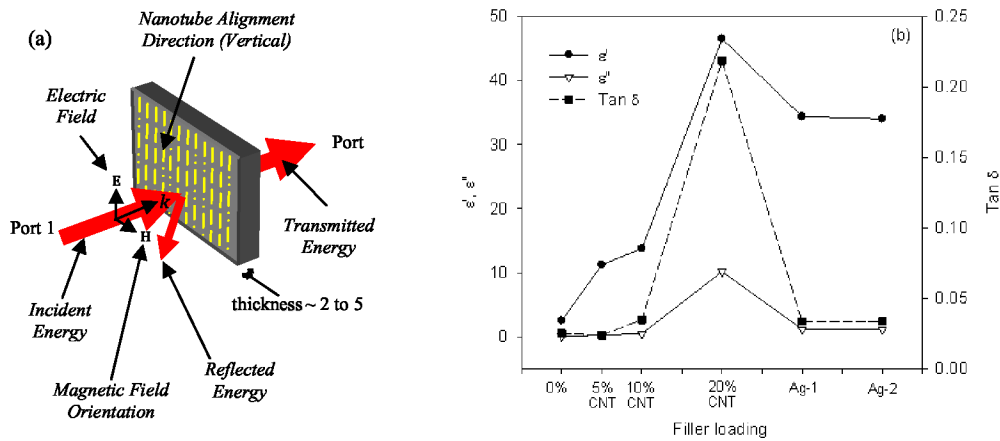 (a)
Nanotube Alignment
Direction (Vertical)
Electric
Field
E
k
H
Port 1
Port
Transmitted
Energy
thickness ~ 2 to 5
Incident
Energy
Reflected
Energy
Magnetic Field
Orientation
(b)
ε'
ε"
Tan δ
50
40
30
20
10
0
ε', ε"
0.25
0.20
0.15
0.10
0.05
0.00
Tan δ
0%
5%
CNT
10%
CNT
20%
CNT
Ag-1
Ag-2
Filler loading